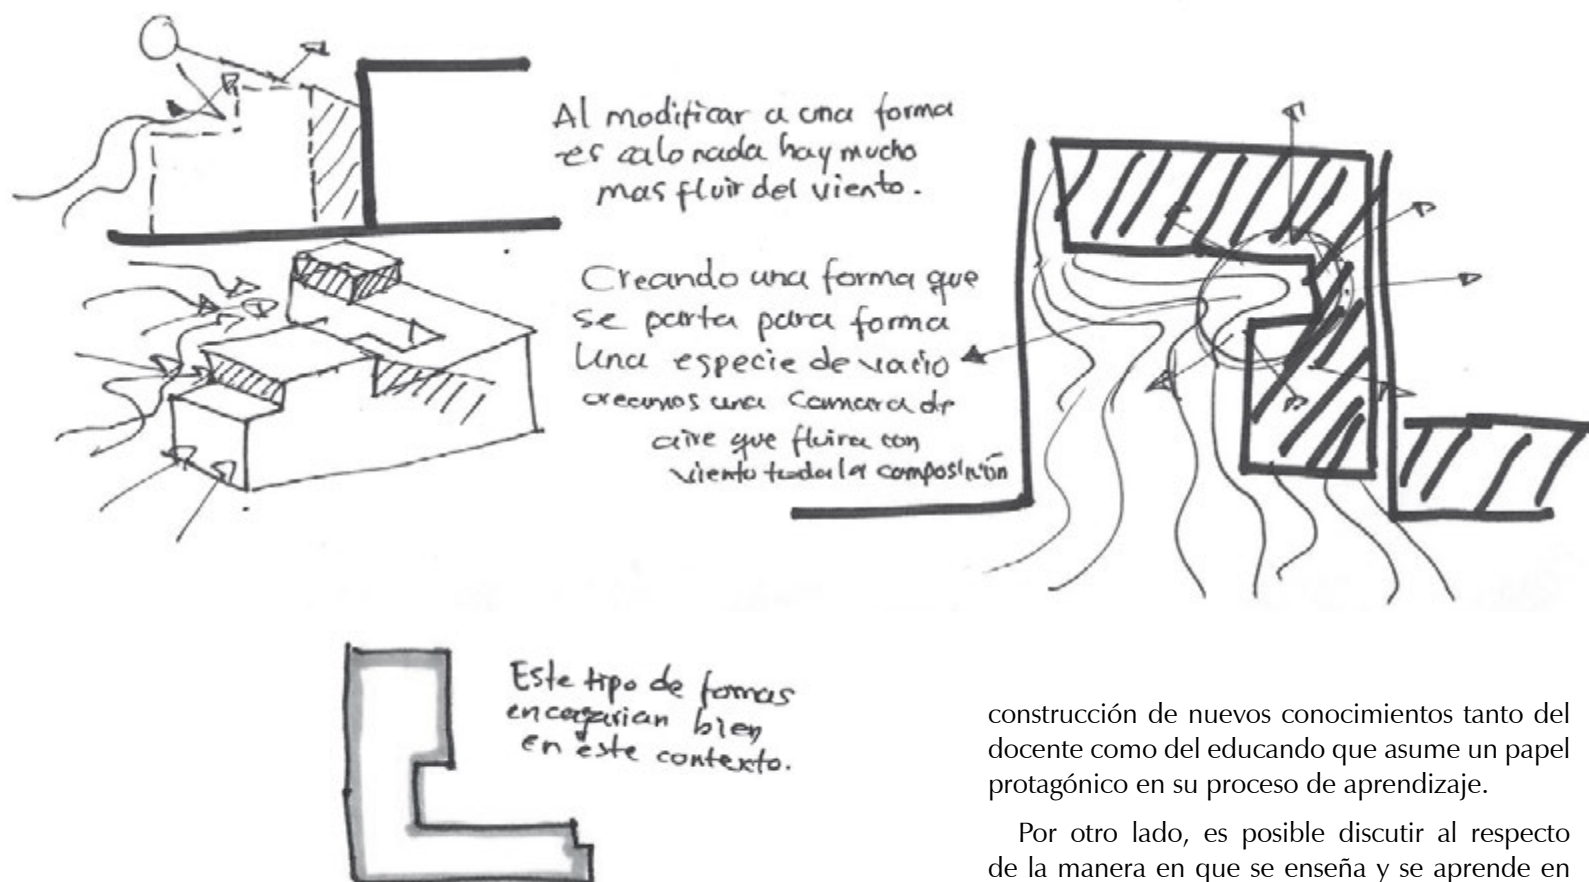 Al modificar a una forma
escalonada hay mucho
mas fluir del viento.
Creando una forma que
se parta para forma
una especie de vacio
creamos una Camara de
aire que fluira con
viento toda la composición
Este tipo de formas
encagarian bien
en este contexto.
construcción de nuevos conocimientos tanto del
docente como del educando que asume un papel
protagónico en su proceso de aprendizaje.
Por otro lado, es posible discutir al respecto
de la manera en que se enseña y se aprende en